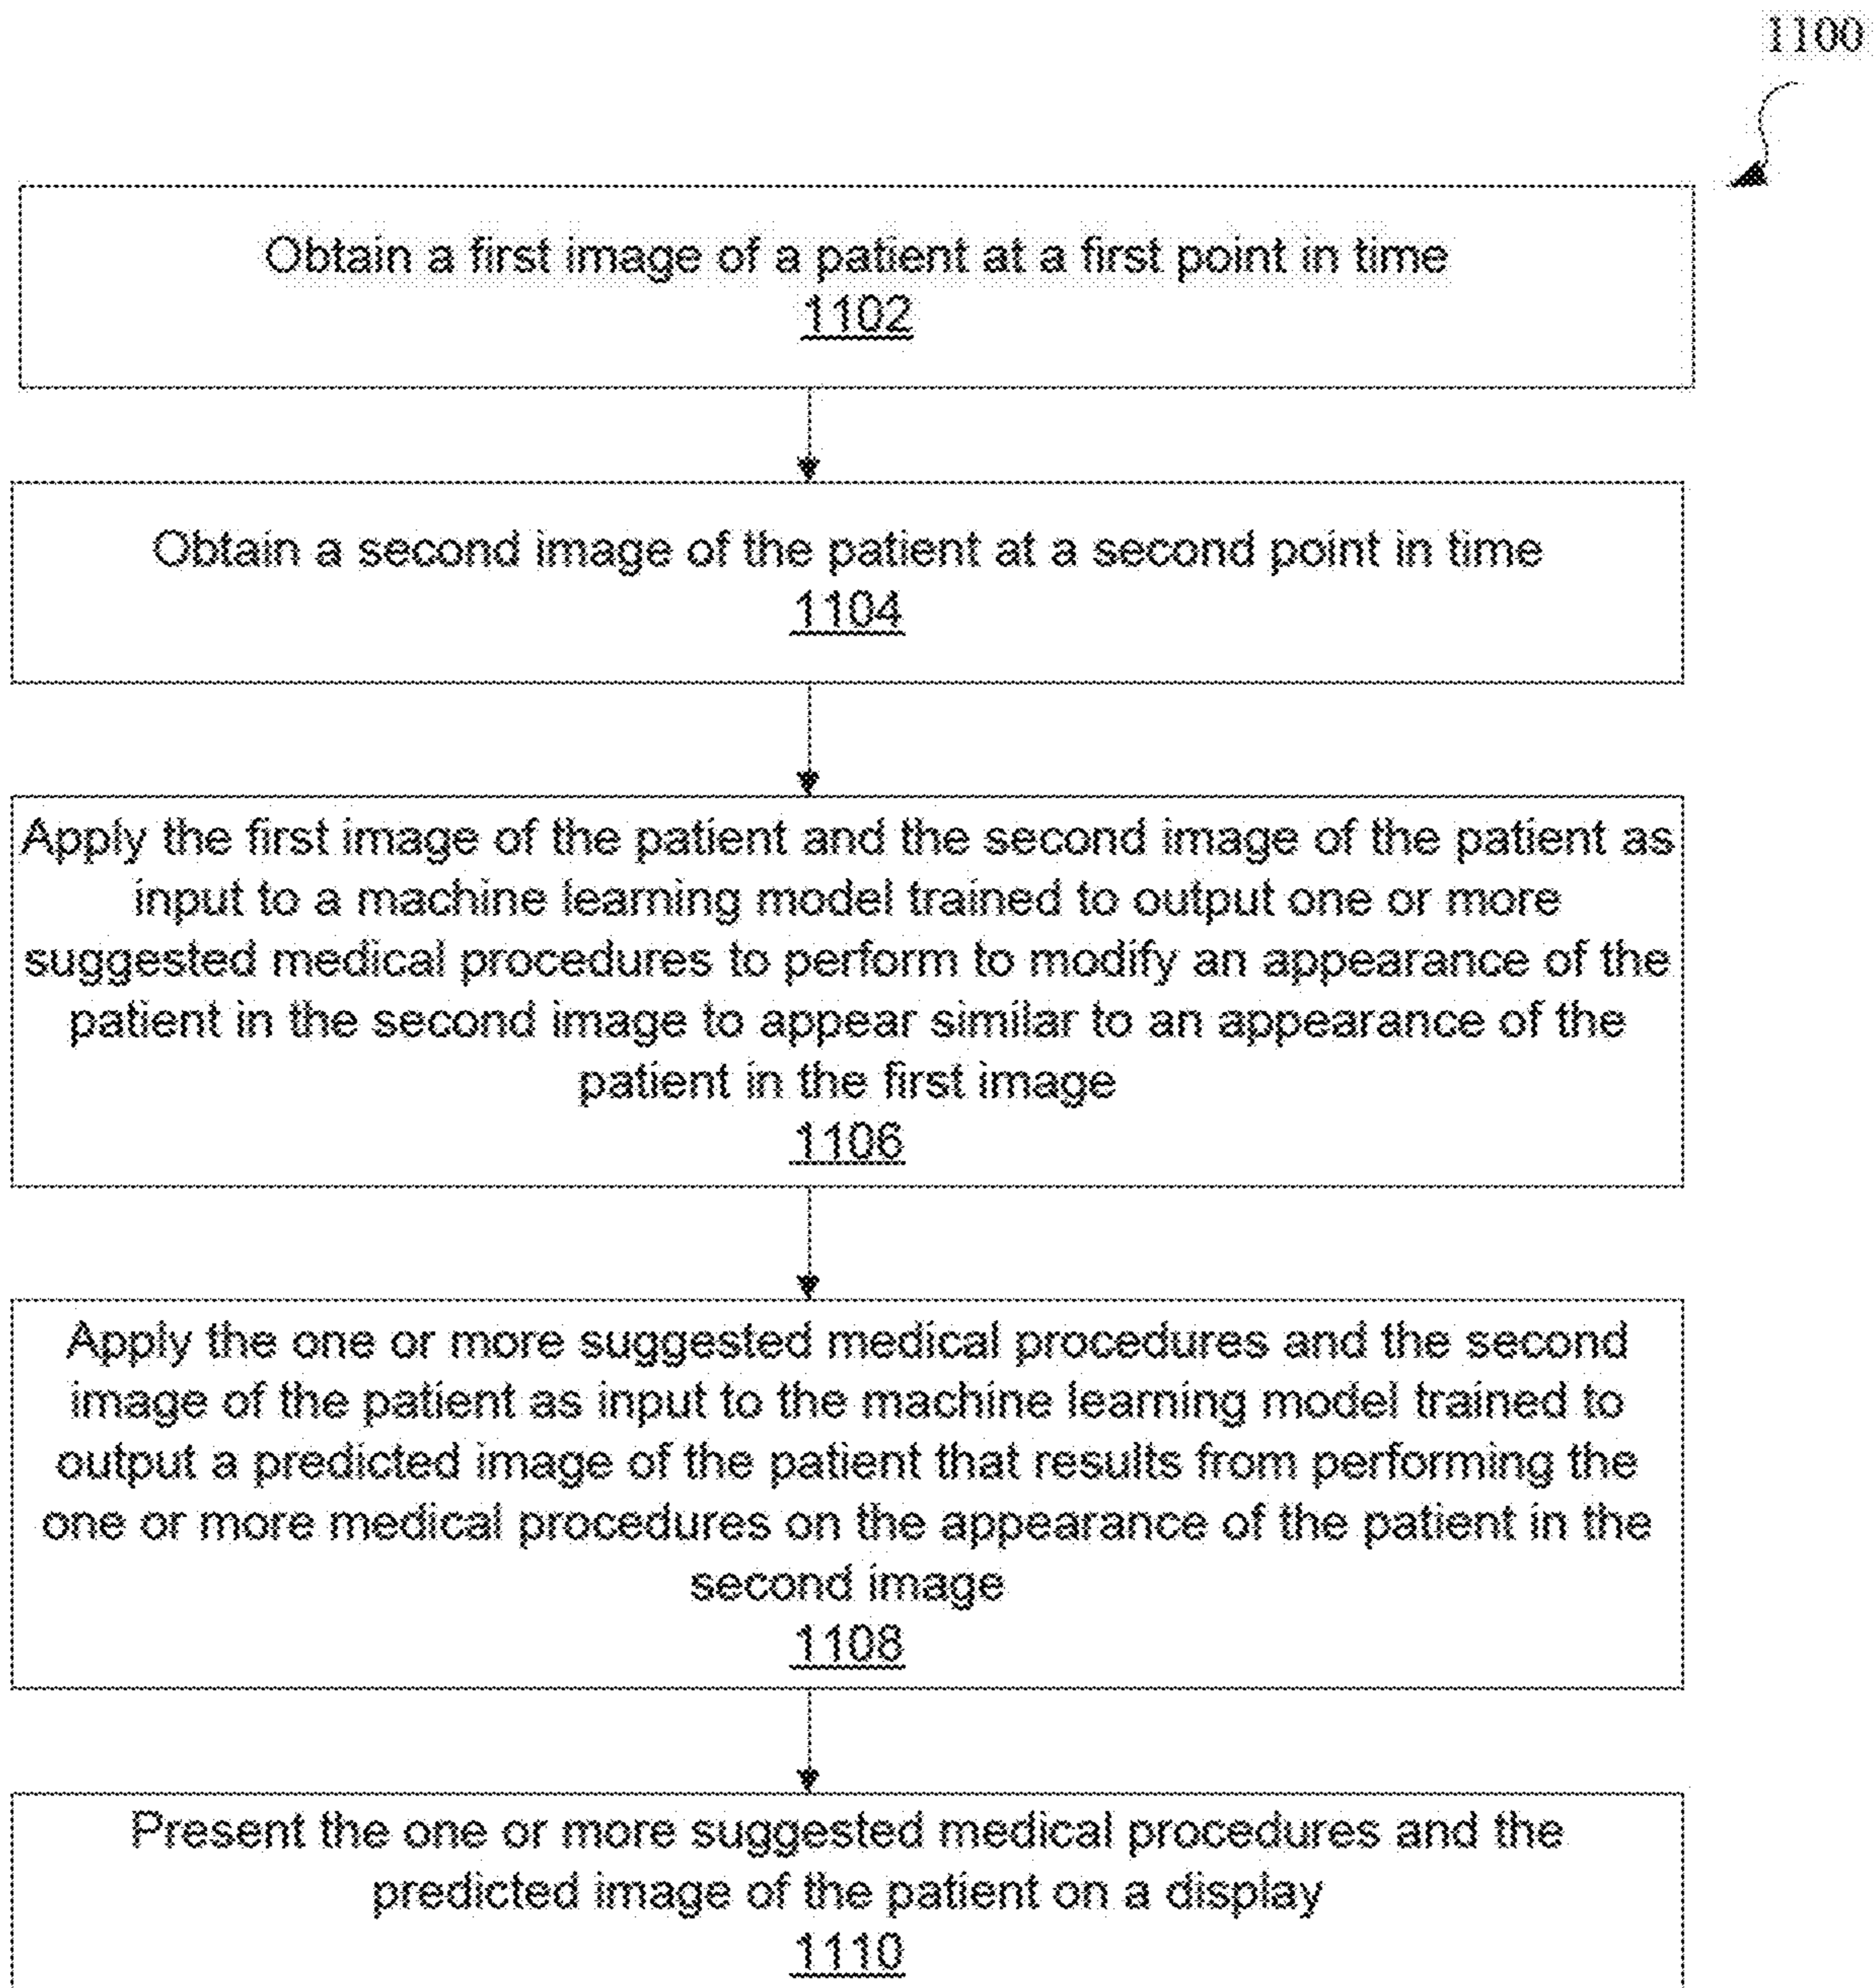 1100
Obtain a first image of a patient at a first point in time
1102
Obtain a second image of the patient at a second point in time
1104
Apply the first image of the patient and the second image of the patient as
input to a machine learning model trained to output one or more
suggested medical procedures to perform to modify an appearance of the
patient in the second image to appear similar to an appearance of the
patient in the first image
1106
Apply the one or more suggested medical procedures and the second
image of the patient as input to the machine learning model trained to
output a predicted image of the patient that results from performing the
one or more medical procedures on the appearance of the patient in the
second image
1108
Present the one or more suggested medical procedures and the
predicted image of the patient on a display
1110